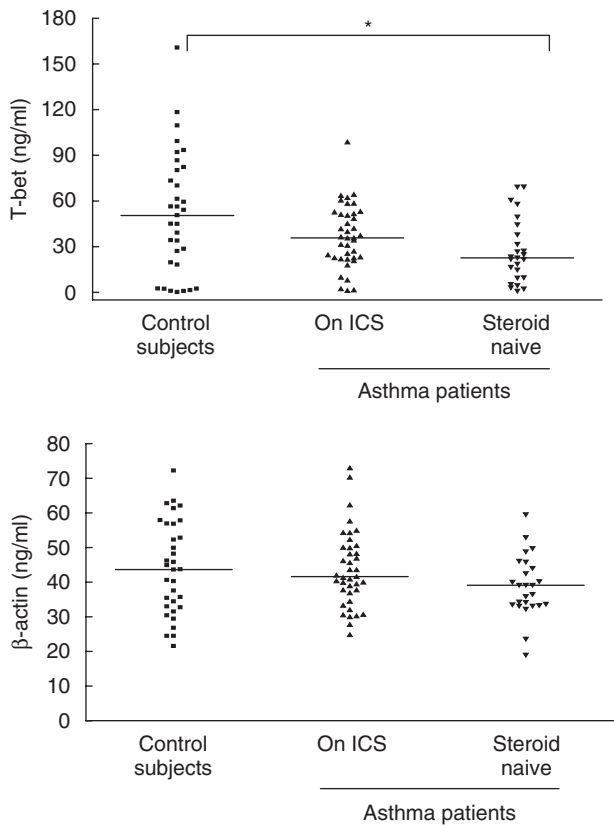 *
T-bet (ng/ml)
180
150
120
90
60
30
0
Control subjects
On ICS
Steroid naive
Asthma patients
β-actin (ng/ml)
80
70
60
50
40
30
20
10
0
Control subjects
On ICS
Steroid naive
Asthma patients